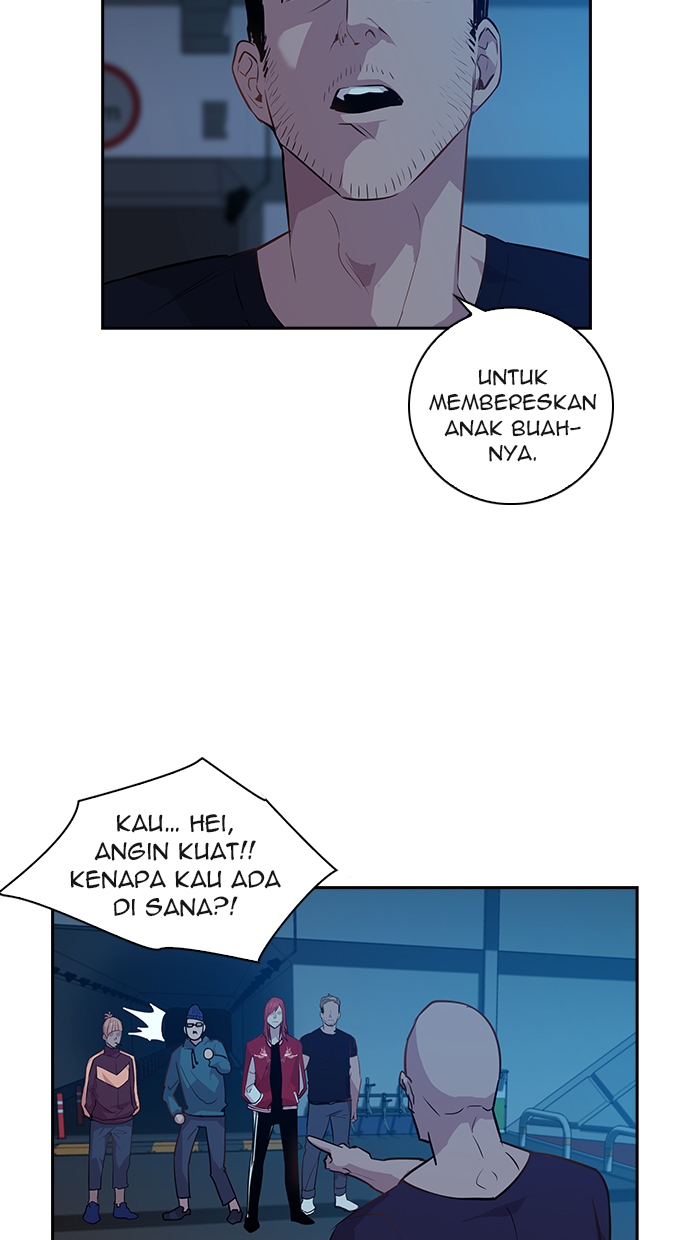 UNTUK
MEMBERESKAN
ANAK BUAH-
NYA.
KAU... HEI,
ANGIN KUAT!!
KENAPA KAU ADA
DI SANA?!